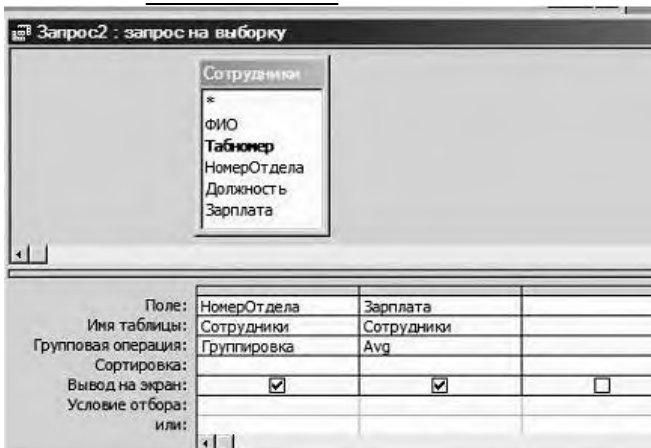 Запрос2 : запрос на выборку
Сотрудники
*
ФИО
Табномер
НомерОтдела
Должность
Зарплата
Поле: НомерОтдела Зарплата
Имя таблицы: Сотрудники Сотрудники
Групповая операция: Группировка Avg
Сортировка:
Вывод на экран:
Условие отбора:
или: